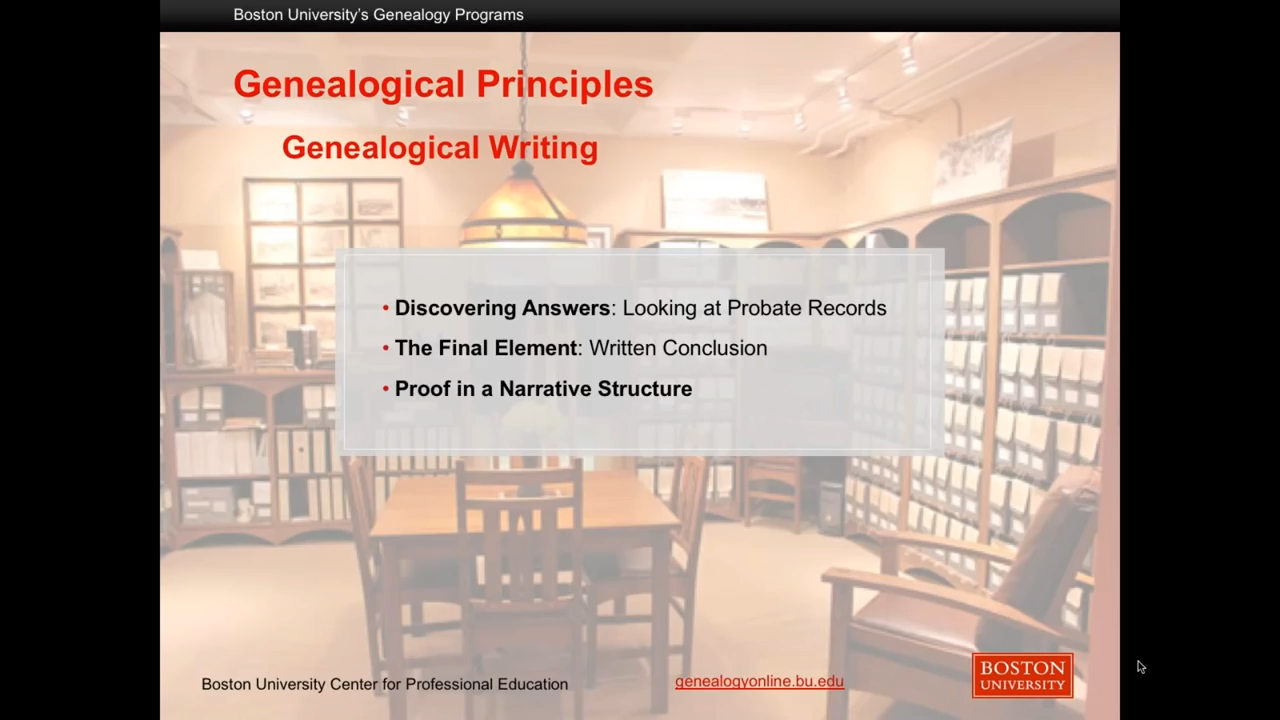 Boston University’s Genealogy Programs
Genealogical Principles
Genealogical Writing
• Discovering Answers: Looking at Probate Records
• The Final Element: Written Conclusion
• Proof in a Narrative Structure
Boston University Center for Professional Education
genealogyonline.bu.edu
BOSTON
UNIVERSITY